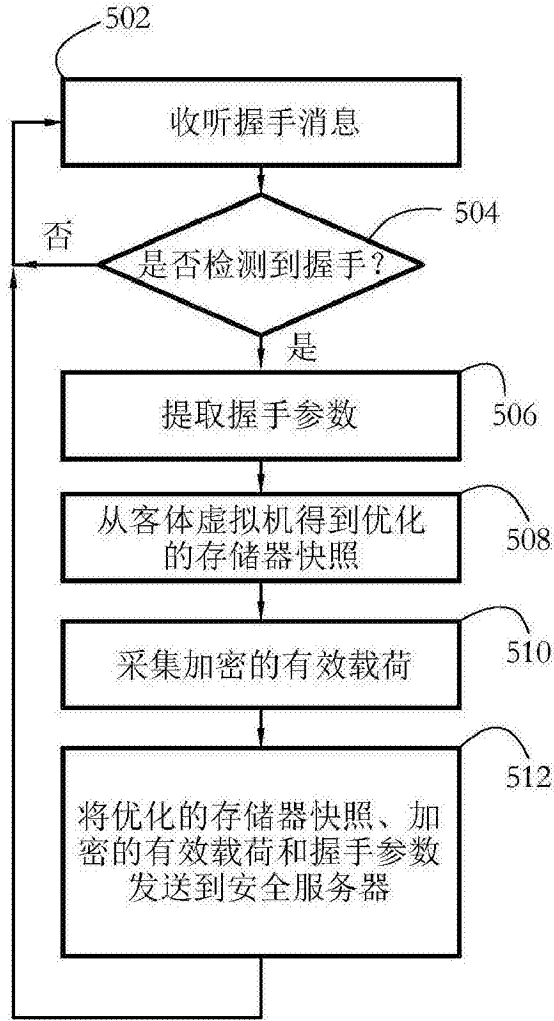 502
收听握手消息
504
否
是否检测到握手？
是
提取握手参数
506
从客体虚拟机得到优化
的存储器快照
508
采集加密的有效载荷
510
512
将优化的存储器快照、加
密的有效载荷和握手参数
发送到安全服务器